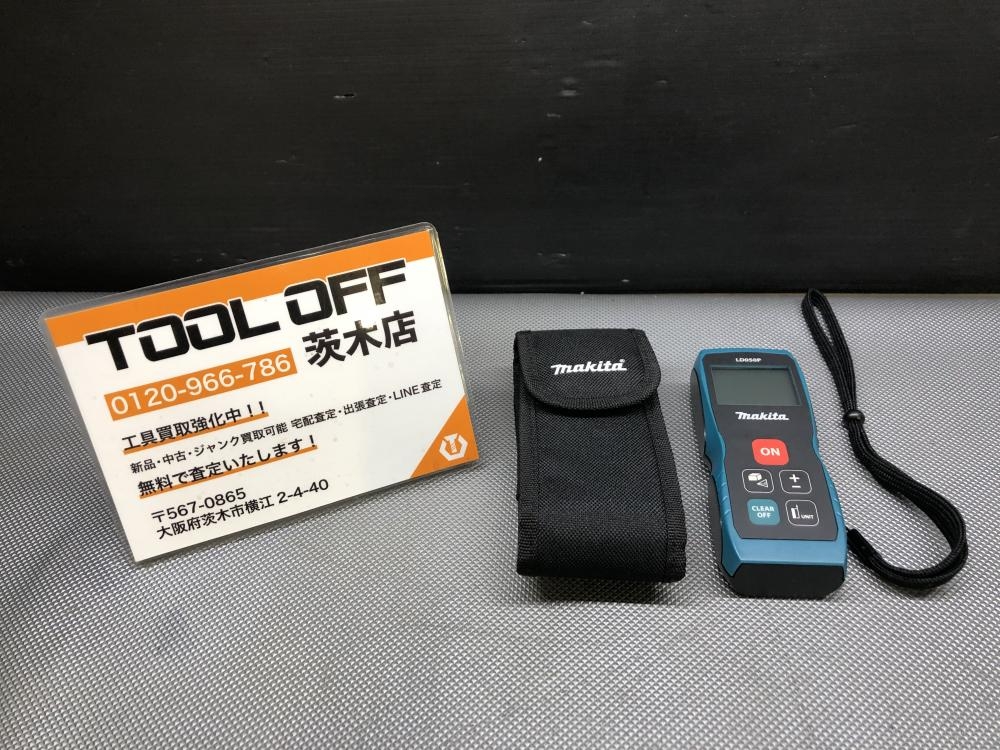 TOOL OFF
茨木店
0120-966-786
工具買取強化中！！
新品・中古・ジャンク買取可能 宅配査定・出張査定・LINE査定
無料で査定いたします！
〒567-0865
大阪府茨木市横江 2-4-40
makita
LD050P
makita
ON
+ −
CLEAR OFF
UNIT